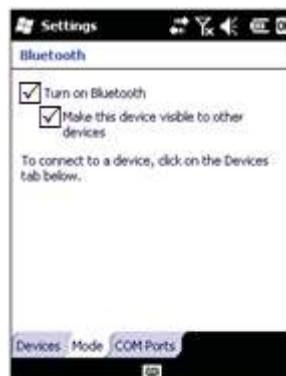 Settings
Bluetooth
Turn on Bluetooth
Make this device visible to other
devices
To connect to a device, click on the Devices
tab below.
Devices Mode COM Ports